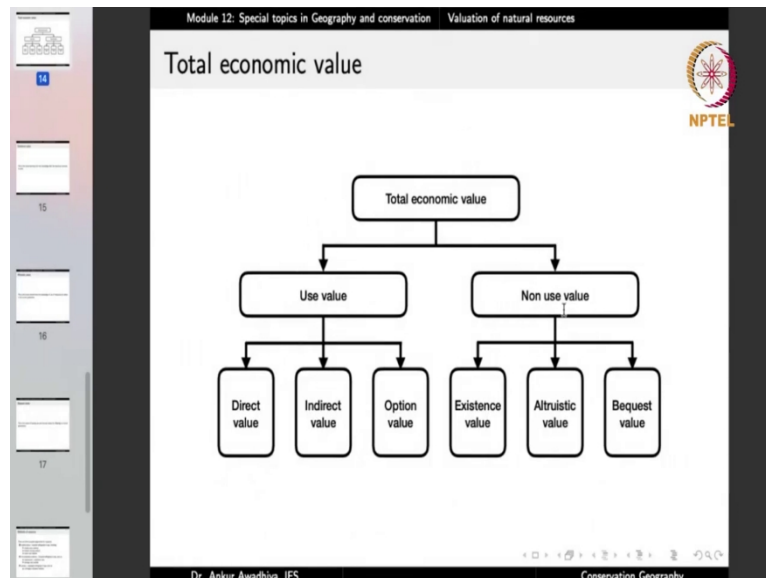 Module 12: Special topics in Geography and conservation Valuation of natural resources
Total economic value
NPTEL
Total economic value
Use value
Non use value
Direct value
Indirect value
Option value
Existence value
Altruistic value
Bequest value
14
15
16
17
Dr. Ankur Awadhiya, IFS
Conservation Geography